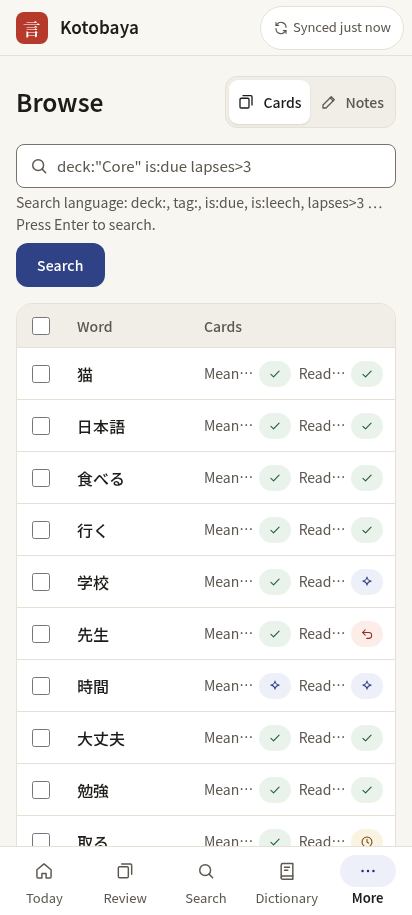 言 Kotobaya Synced just now
Browse Cards Notes
deck:"Core" is:due lapses>3
Search language: deck:, tag:, is:due, is:leech, lapses>3 …
Press Enter to search.
Search
Word Cards
猫 Mean… Read…
日本語 Mean… Read…
食べる Mean… Read…
行く Mean… Read…
学校 Mean… Read…
先生 Mean… Read…
時間 Mean… Read…
大丈夫 Mean… Read…
勉強 Mean… Read…
取る Mean… Read…
Today Review Search Dictionary More